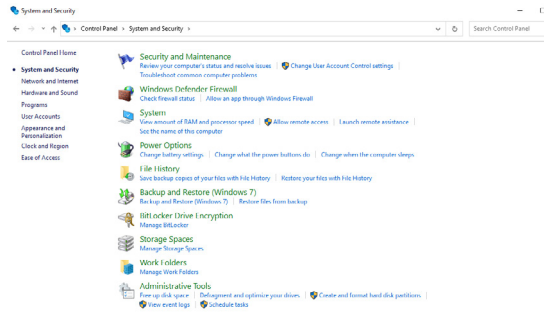 System and Security
Control Panel > System and Security >
Search Control Panel
Control Panel Home
System and Security
Network and Internet
Hardware and Sound
Programs
User Accounts
Appearance and
Personalization
Clock and Region
Ease of Access
Security and Maintenance
Review your computer's status and resolve issues | Change User Account Control settings |
Troubleshoot common computer problems
Windows Defender Firewall
Check firewall status | Allow an app through Windows Firewall
System
View amount of RAM and processor speed | Allow remote access | Launch remote assistance |
See the name of this computer
Power Options
Change battery settings | Change what the power buttons do | Change when the computer sleeps
File History
Save backup copies of your files with File History | Restore your files with File History
Backup and Restore (Windows 7)
Backup and Restore (Windows 7) | Restore files from backup
BitLocker Drive Encryption
Manage BitLocker
Storage Spaces
Manage Storage Spaces
Work Folders
Manage Work Folders
Administrative Tools
Free up disk space | Defragment and optimize your drives | Create and format hard disk partitions |
View event logs | Schedule tasks